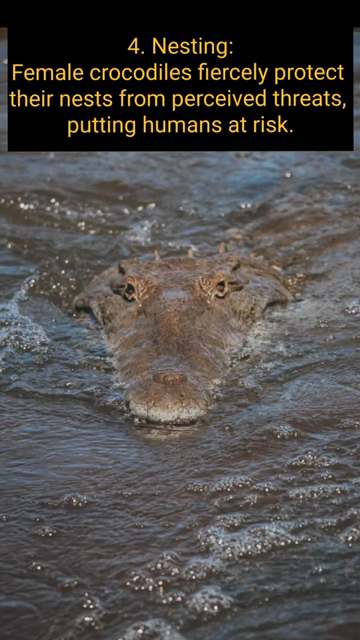 4. Nesting:
Female crocodiles fiercely protect
their nests from perceived threats,
putting humans at risk.